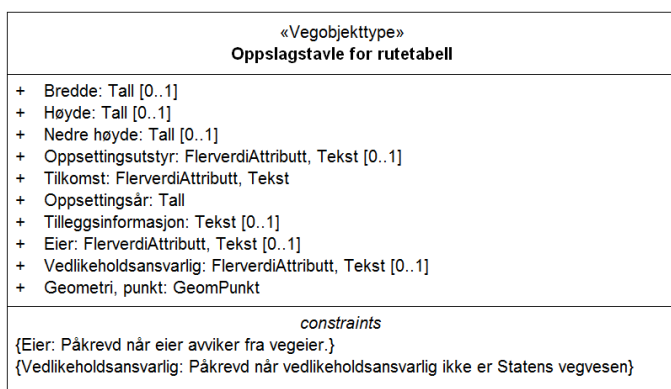 «Vegobjekttype»
Oppslagstavle for rutetabell
+ Bredde: Tall [0..1]
+ Høyde: Tall [0..1]
+ Nedre høyde: Tall [0..1]
+ Oppsettingsutstyr: FlerverdiAttributt, Tekst [0..1]
+ Tilkomst: FlerverdiAttributt, Tekst
+ Oppsettingsår: Tall
+ Tilleggsinformasjon: Tekst [0..1]
+ Eier: FlerverdiAttributt, Tekst [0..1]
+ Vedlikeholdsansvarlig: FlerverdiAttributt, Tekst [0..1]
+ Geometri, punkt: GeomPunkt
constraints
{Eier: Påkrevd når eier avviker fra vegeier.}
{Vedlikeholdsansvarlig: Påkrevd når vedlikeholdsansvarlig ikke er Statens vegvesen}